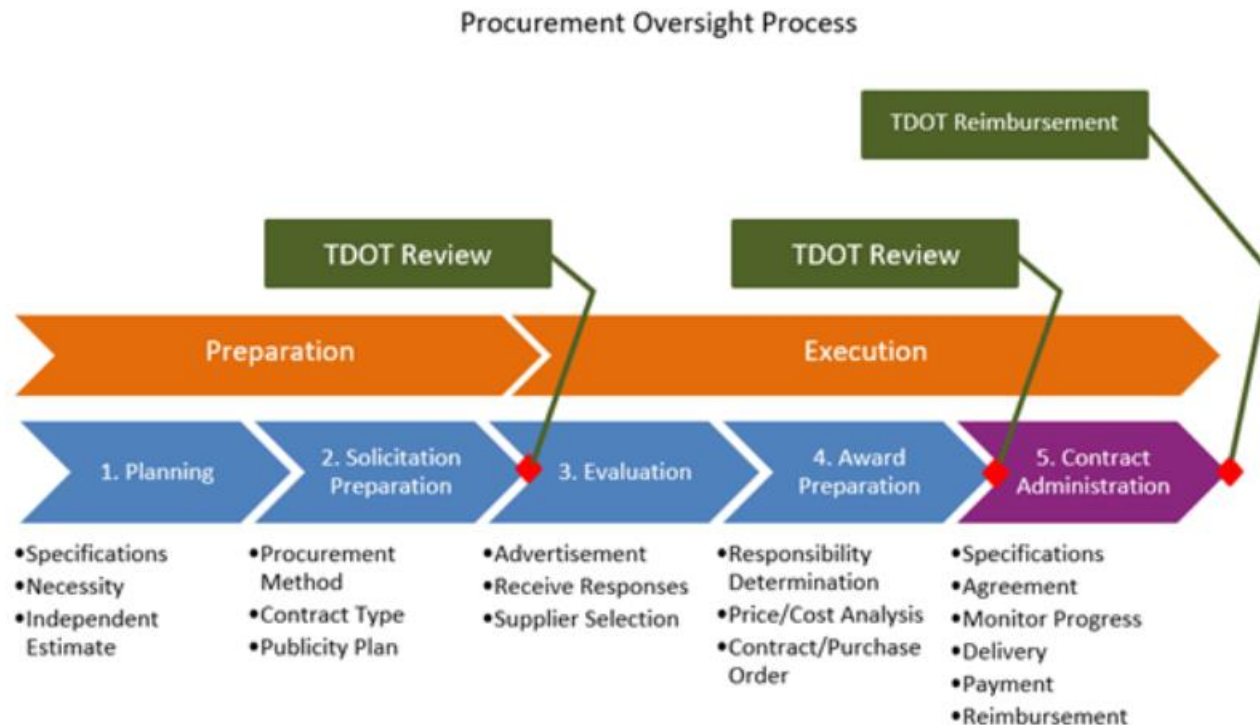 Procurement Oversight Process
TDOT Reimbursement
TDOT Review
TDOT Review
Preparation
Execution
1. Planning
2. Solicitation
Preparation
3. Evaluation
4. Award
Preparation
5. Contract
Administration
•Specifications
•Necessity
•Independent
Estimate
•Procurement
Method
•Contract Type
•Publicity Plan
•Advertisement
•Receive Responses
•Supplier Selection
•Responsibility
Determination
•Price/Cost Analysis
•Contract/Purchase
Order
•Specifications
•Agreement
•Monitor Progress
•Delivery
•Payment
•Reimbursement